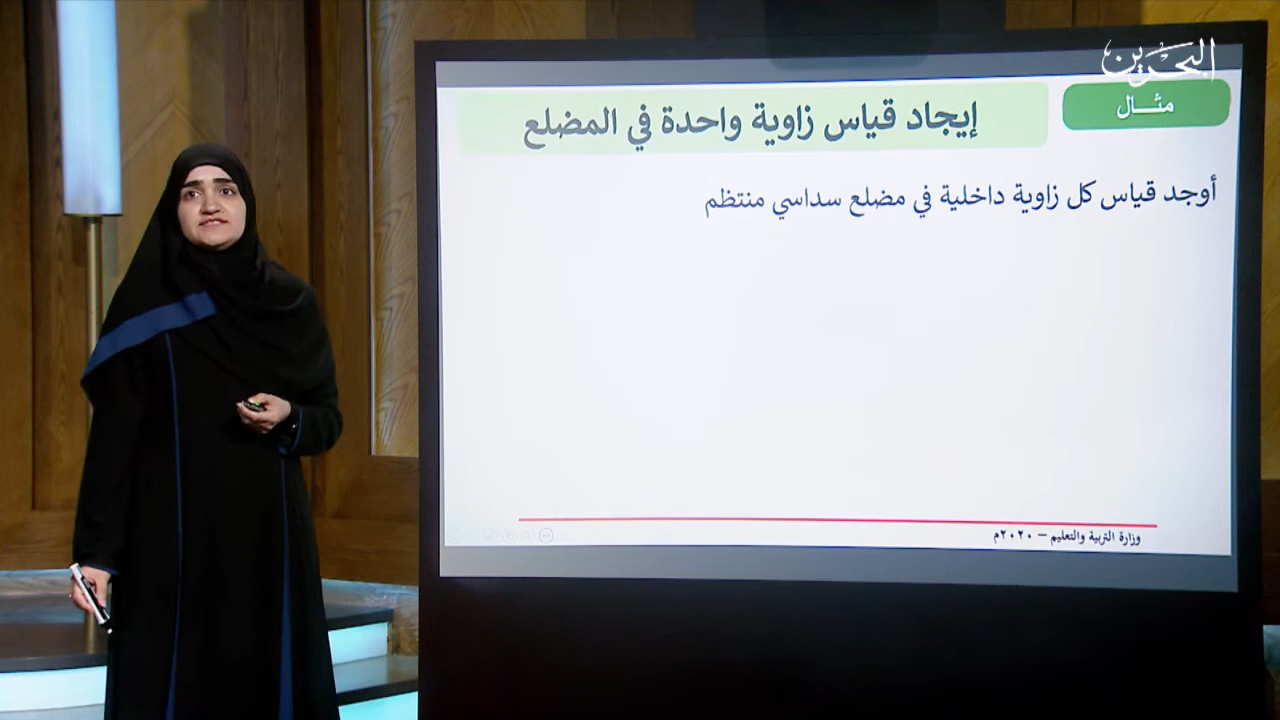 البحرين
مثـــال
إيجاد قياس زاوية واحدة في المضلع
أوجد قياس كل زاوية داخلية في مضلع سداسي منتظم
وزارة التربية والتعليم – ٢٠٢٠م